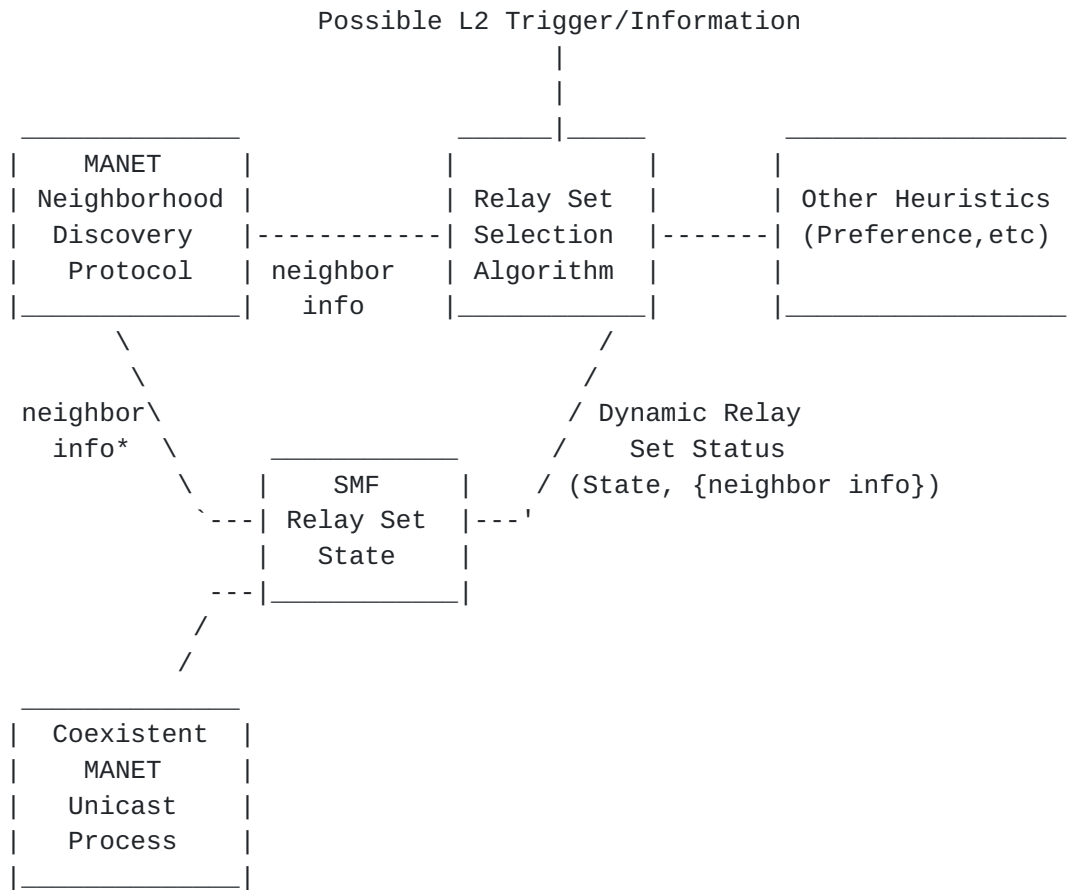 Possible L2 Trigger/Information
MANET
Neighborhood
Discovery
Protocol
neighbor
info
Relay Set
Selection
Algorithm
Other Heuristics
(Preference,etc)
neighbor
info*
Dynamic Relay
Set Status
(State, {neighbor info})
SMF
Relay Set
State
Coexistent
MANET
Unicast
Process